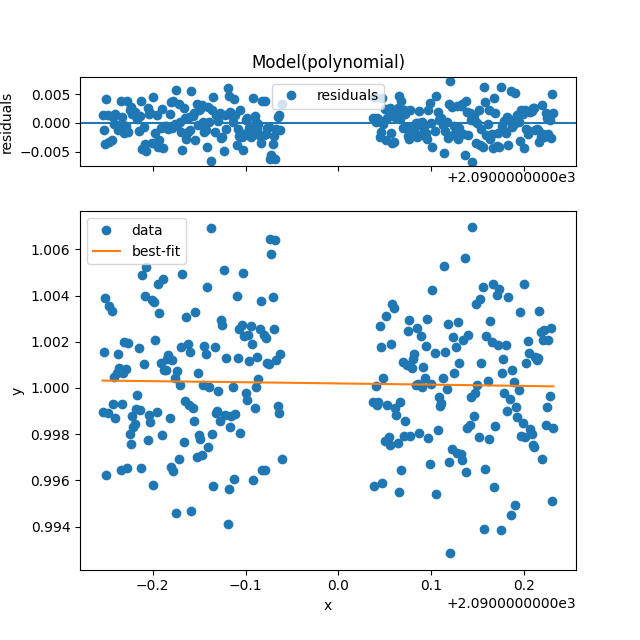 Model(polynomial)
residuals
0.005
0.000
−0.005
residuals
+2.0900000000e3
data
best-fit
y
1.006
1.004
1.002
1.000
0.998
0.996
0.994
−0.2
−0.1
0.0
0.1
0.2
x
+2.0900000000e3